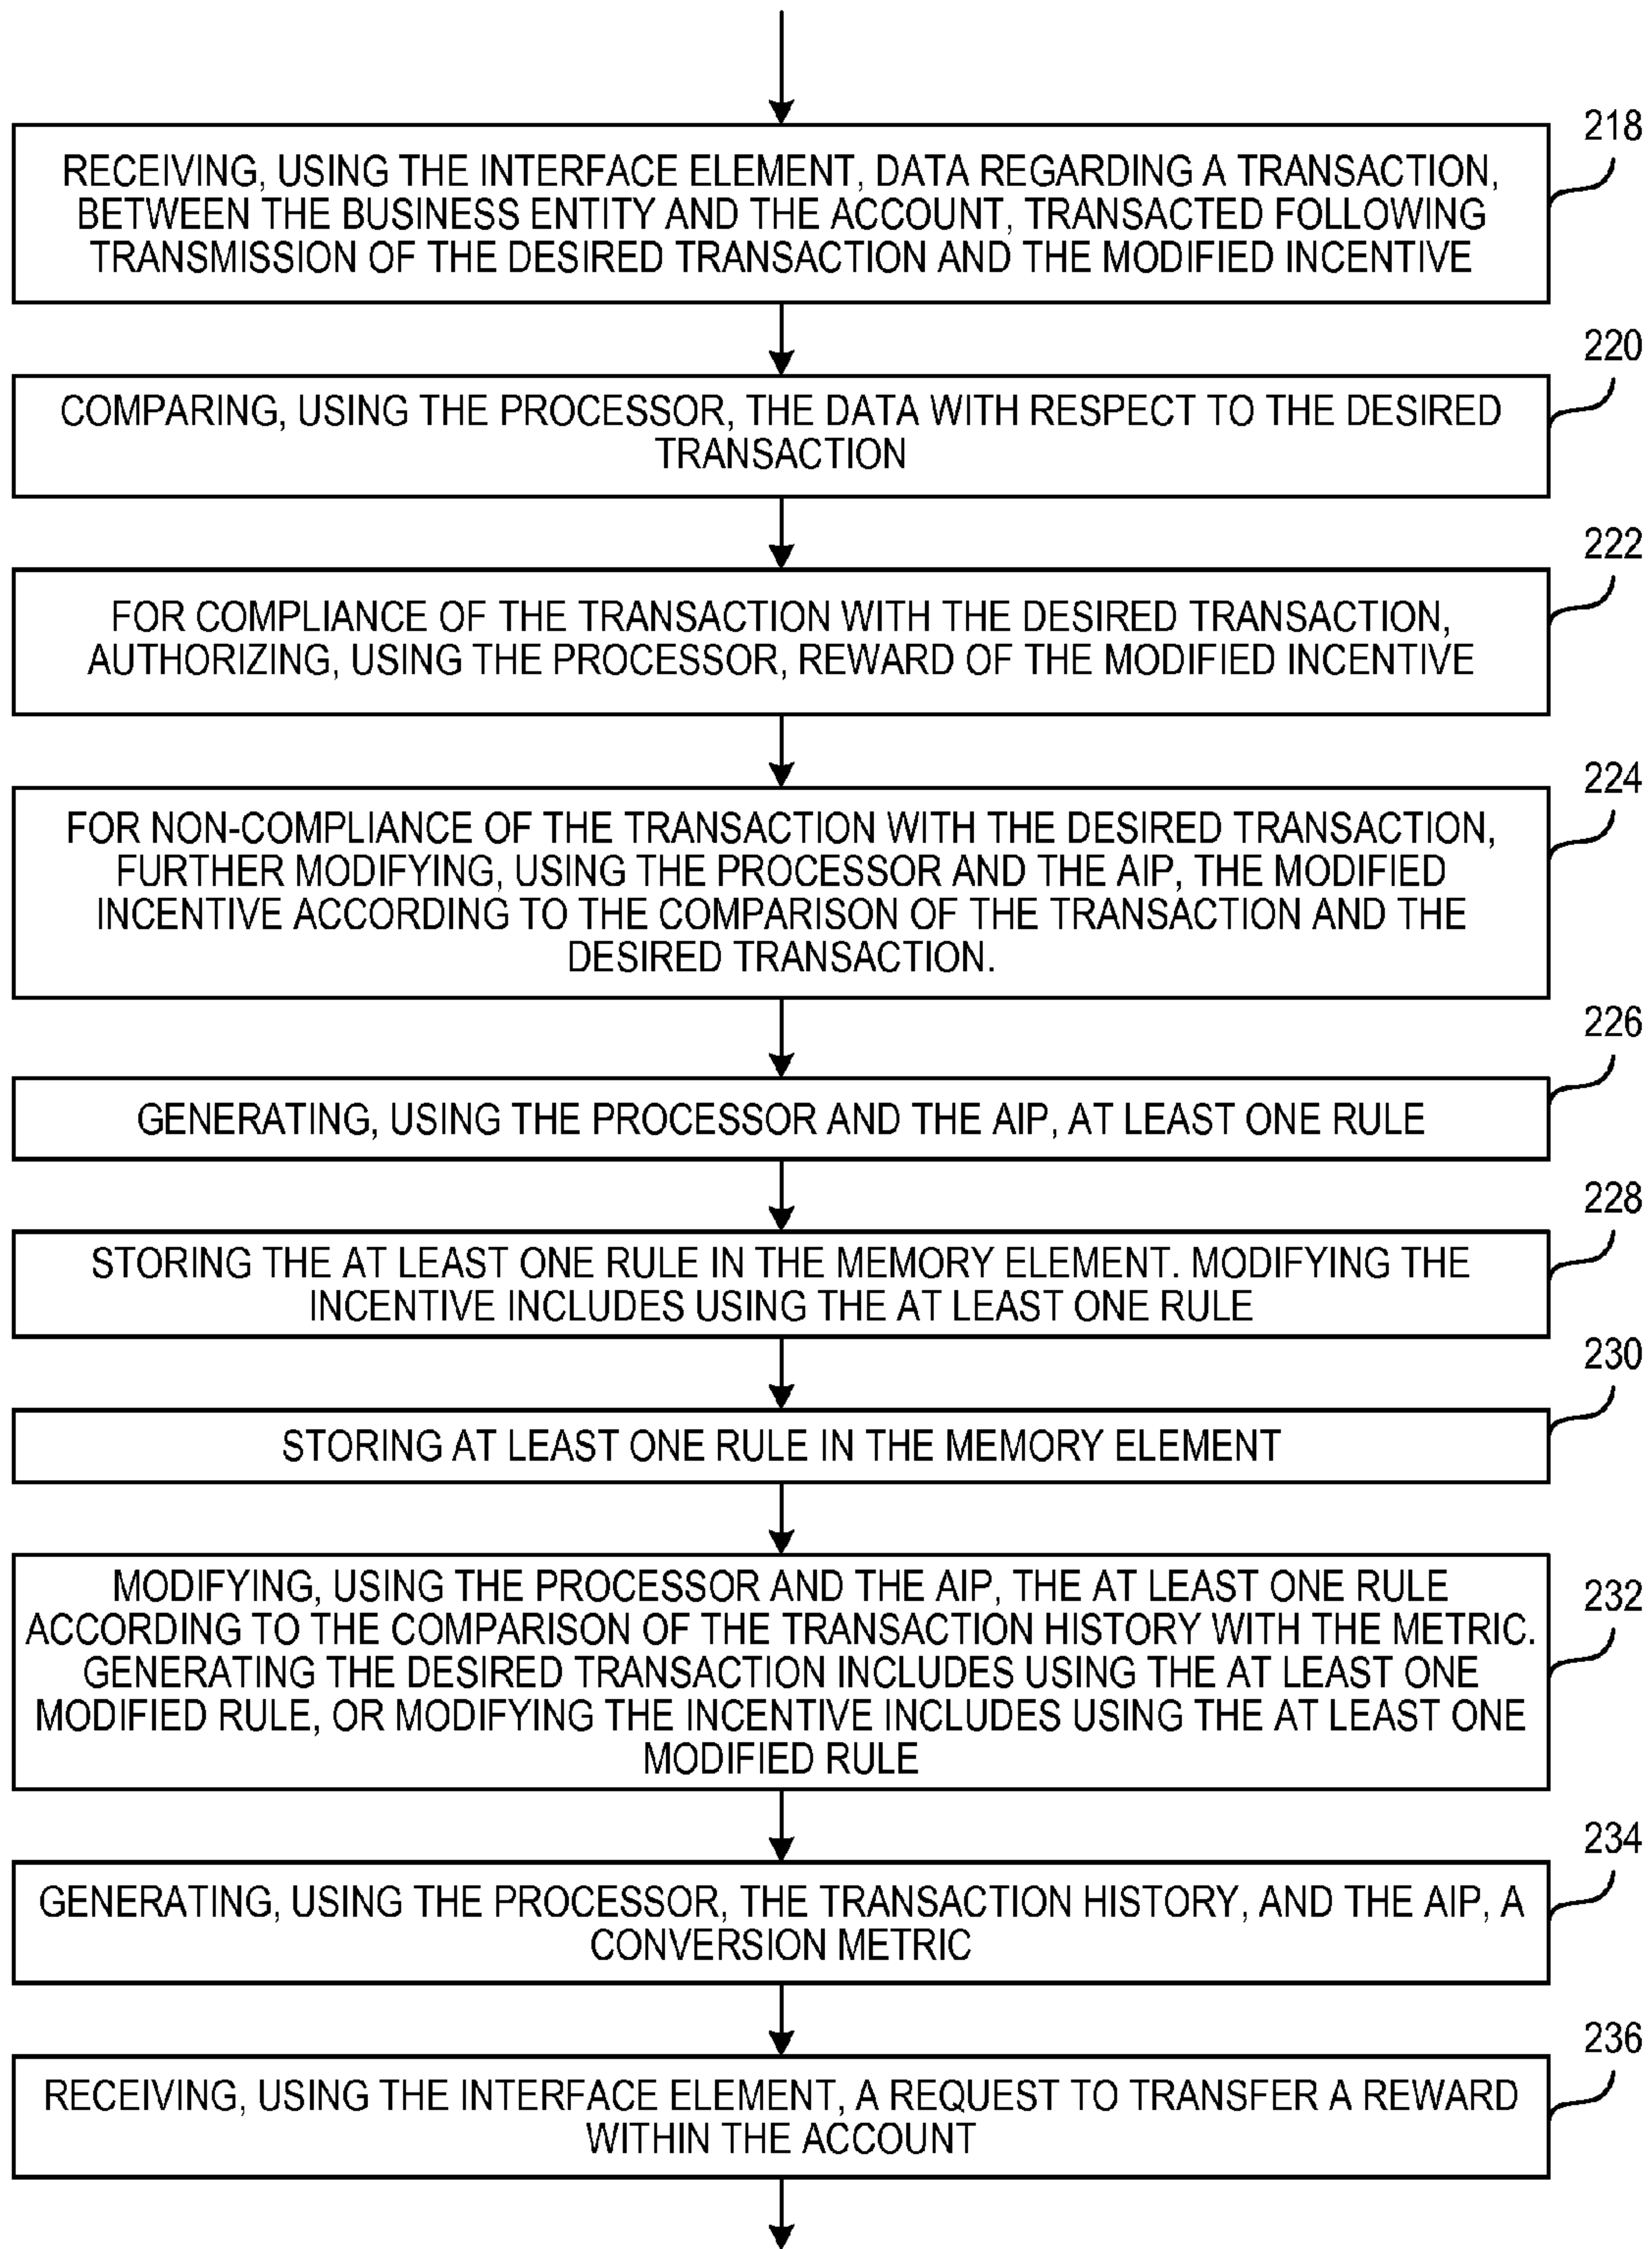 218
RECEIVING, USING THE INTERFACE ELEMENT, DATA REGARDING A TRANSACTION,
BETWEEN THE BUSINESS ENTITY AND THE ACCOUNT, TRANSACTED FOLLOWING
TRANSMISSION OF THE DESIRED TRANSACTION AND THE MODIFIED INCENTIVE
220
COMPARING, USING THE PROCESSOR, THE DATA WITH RESPECT TO THE DESIRED
TRANSACTION
222
FOR COMPLIANCE OF THE TRANSACTION WITH THE DESIRED TRANSACTION,
AUTHORIZING, USING THE PROCESSOR, REWARD OF THE MODIFIED INCENTIVE
224
FOR NON-COMPLIANCE OF THE TRANSACTION WITH THE DESIRED TRANSACTION,
FURTHER MODIFYING, USING THE PROCESSOR AND THE AIP, THE MODIFIED
INCENTIVE ACCORDING TO THE COMPARISON OF THE TRANSACTION AND THE
DESIRED TRANSACTION.
226
GENERATING, USING THE PROCESSOR AND THE AIP, AT LEAST ONE RULE
228
STORING THE AT LEAST ONE RULE IN THE MEMORY ELEMENT. MODIFYING THE
INCENTIVE INCLUDES USING THE AT LEAST ONE RULE
230
STORING AT LEAST ONE RULE IN THE MEMORY ELEMENT
232
MODIFYING, USING THE PROCESSOR AND THE AIP, THE AT LEAST ONE RULE
ACCORDING TO THE COMPARISON OF THE TRANSACTION HISTORY WITH THE METRIC.
GENERATING THE DESIRED TRANSACTION INCLUDES USING THE AT LEAST ONE
MODIFIED RULE, OR MODIFYING THE INCENTIVE INCLUDES USING THE AT LEAST ONE
MODIFIED RULE
234
GENERATING, USING THE PROCESSOR, THE TRANSACTION HISTORY, AND THE AIP, A
CONVERSION METRIC
236
RECEIVING, USING THE INTERFACE ELEMENT, A REQUEST TO TRANSFER A REWARD
WITHIN THE ACCOUNT